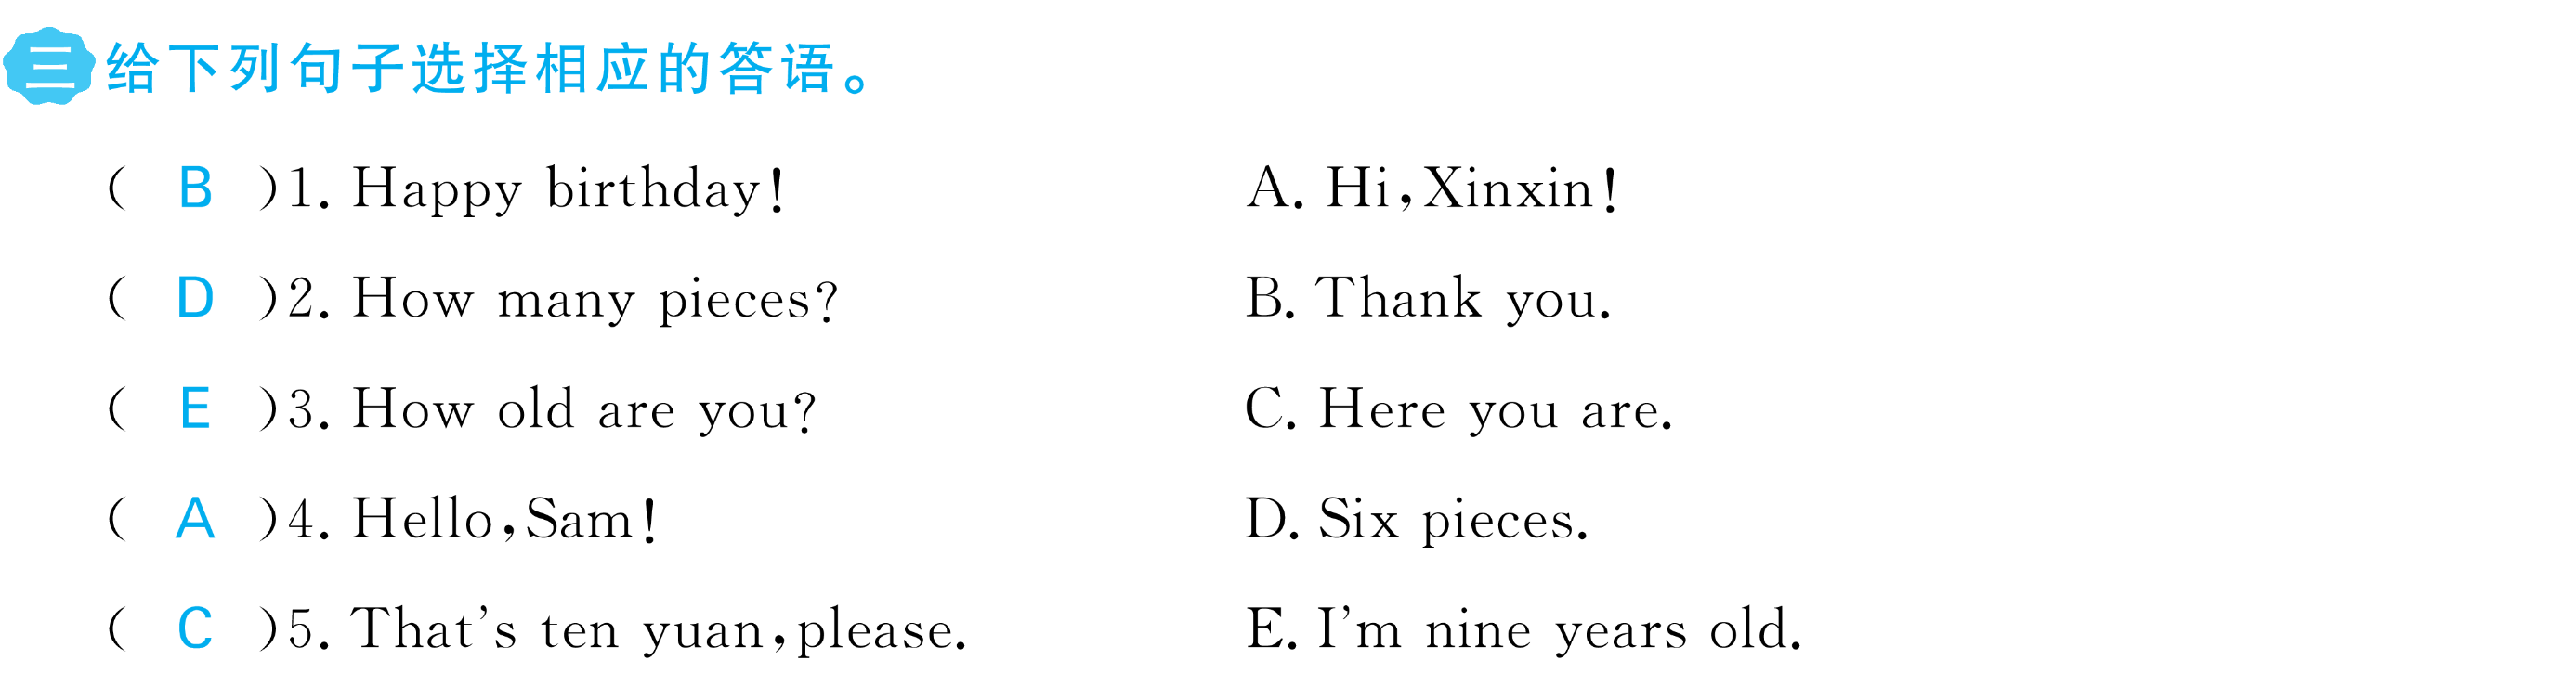 三 给下列句子选择相应的答语。
( B )1. Happy birthday! A. Hi,Xinxin!
( D )2. How many pieces? B. Thank you.
( E )3. How old are you? C. Here you are.
( A )4. Hello,Sam! D. Six pieces.
( C )5. That's ten yuan,please. E. I'm nine years old.